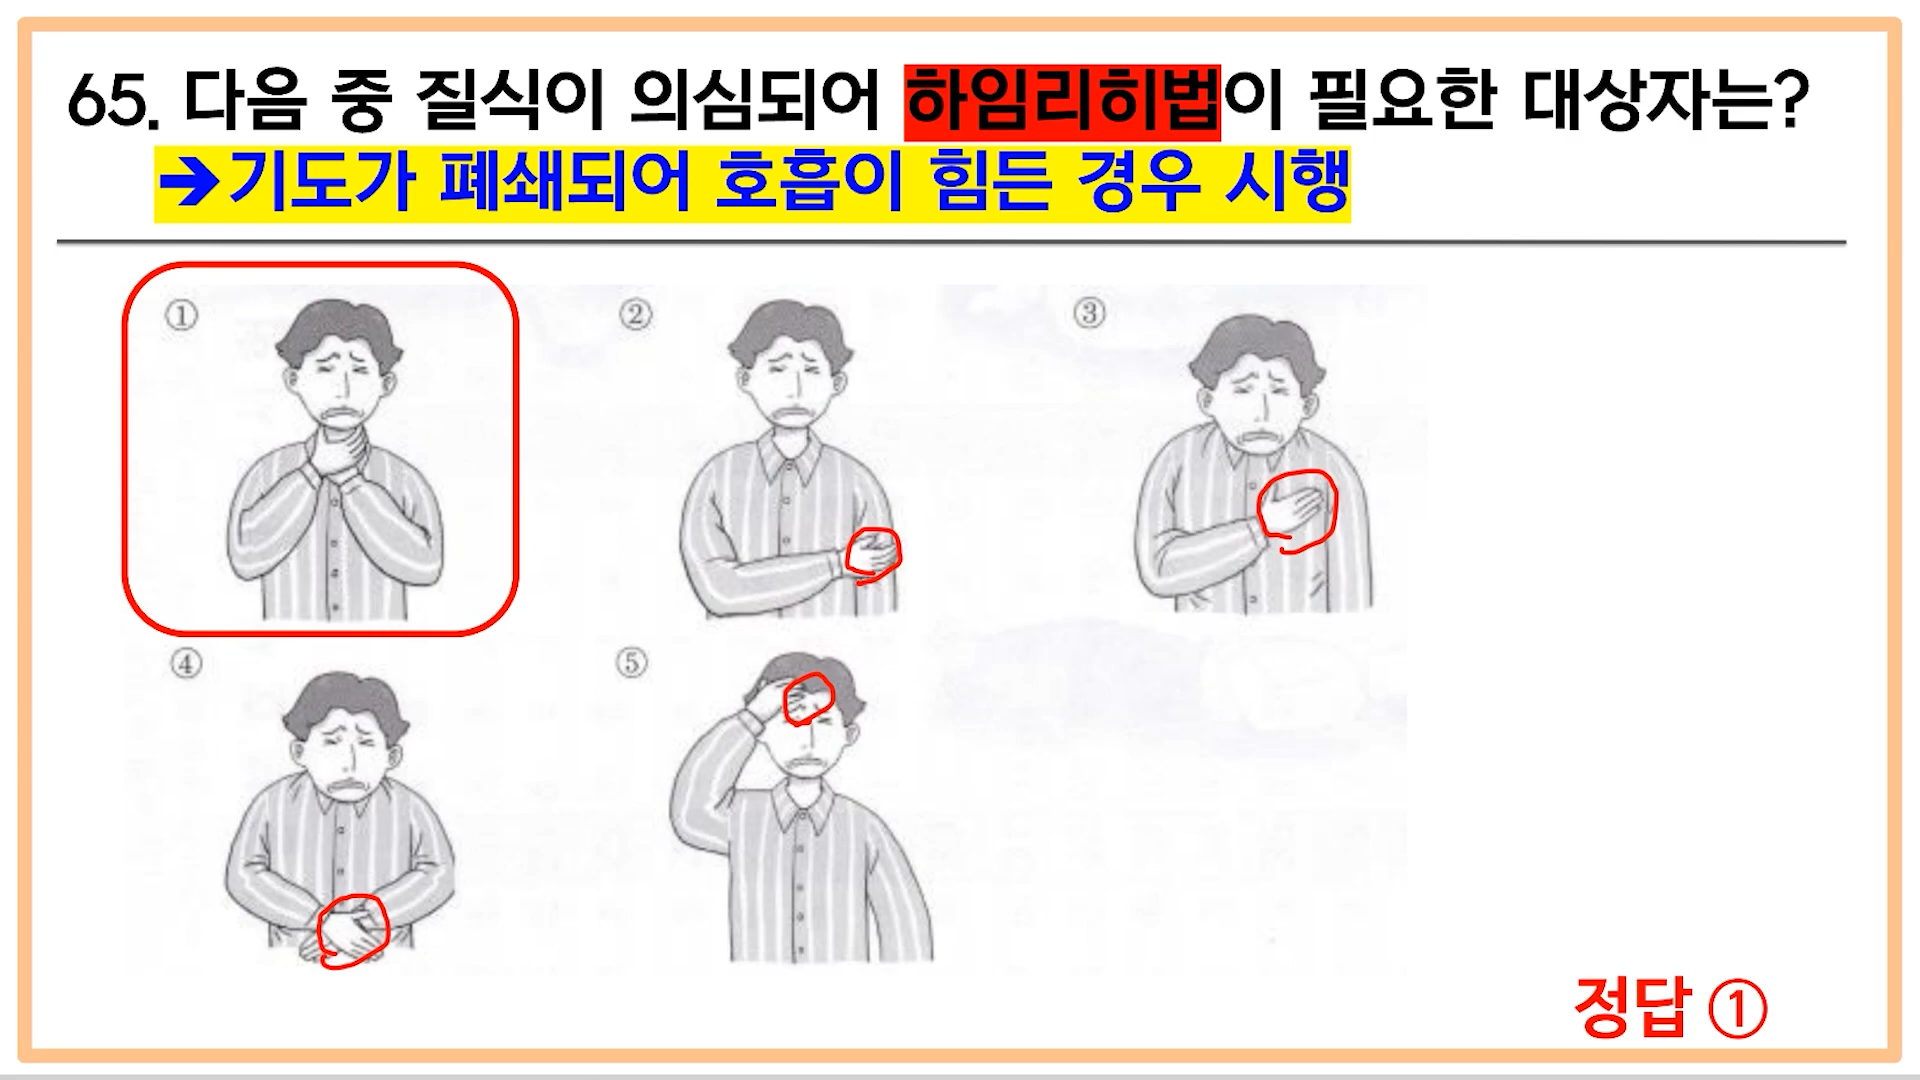 65. 다음 중 질식이 의심되어 하임리히법이 필요한 대상자는?
➔기도가 폐쇄되어 호흡이 힘든 경우 시행
①
②
③
④
⑤
정답 ①